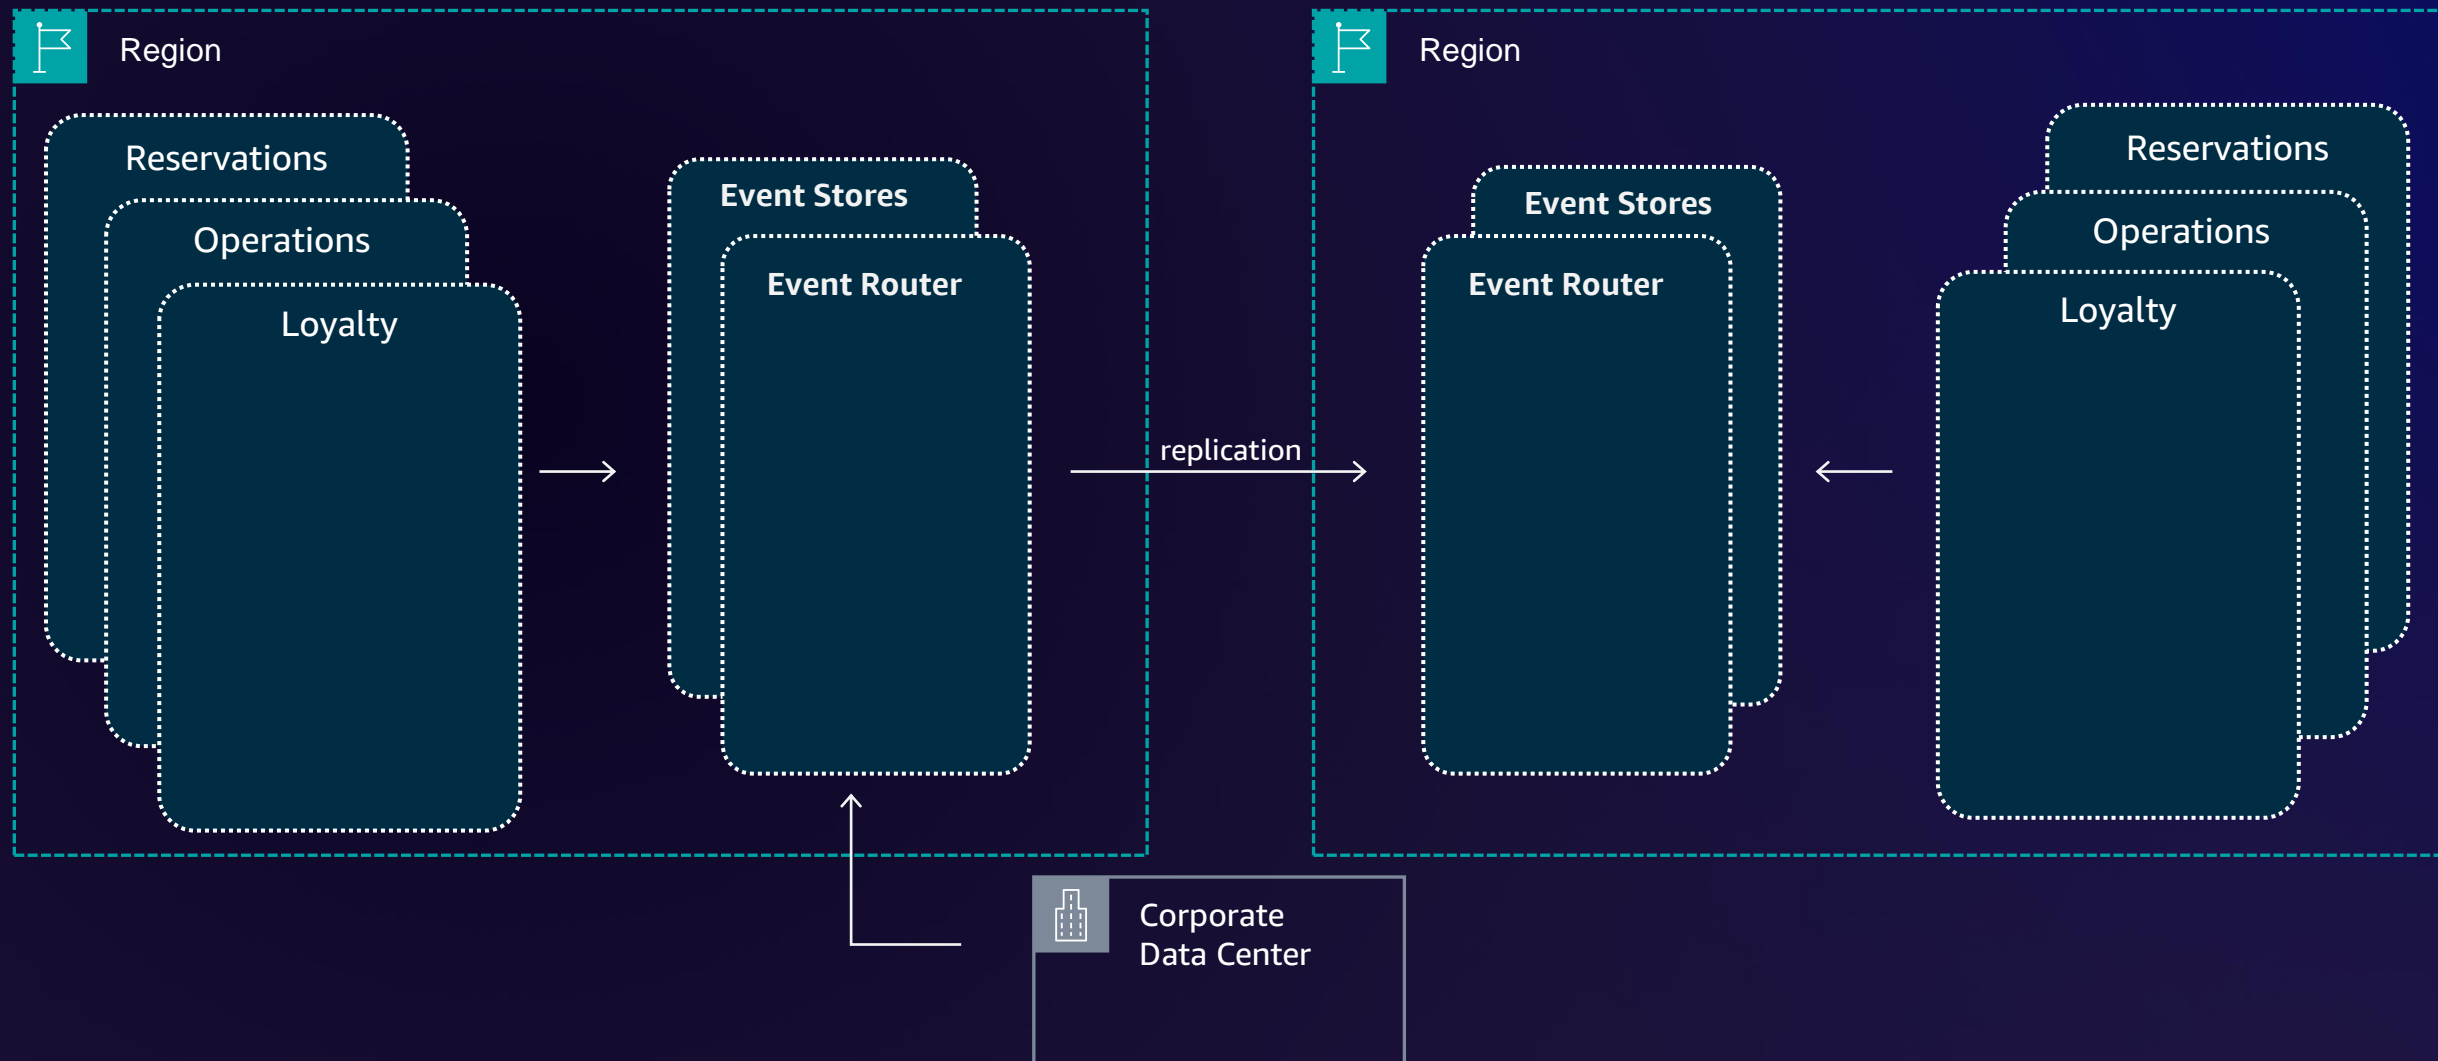 Region
Reservations
Operations
Loyalty
Event Stores
Event Router
replication
Region
Event Stores
Event Router
Reservations
Operations
Loyalty
Corporate
Data Center